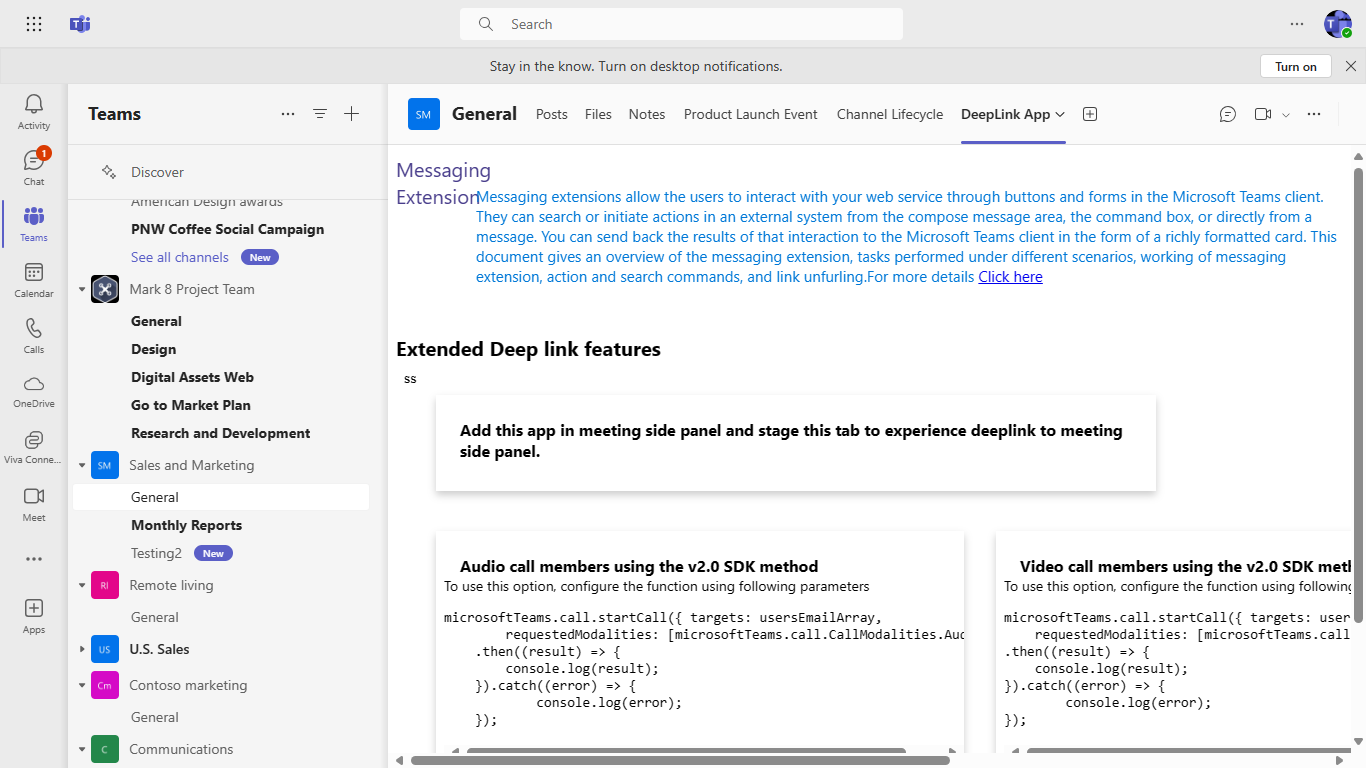 Search
Stay in the know. Turn on desktop notifications.
Turn on
Activity
1
Chat
Teams
Calendar
Calls
OneDrive
Viva Conne...
Meet
Apps
Teams
Discover
American Design awards
PNW Coffee Social Campaign
See all channels New
Mark 8 Project Team
General
Design
Digital Assets Web
Go to Market Plan
Research and Development
SM Sales and Marketing
General
Monthly Reports
Testing2 New
RI Remote living
General
US U.S. Sales
Cm Contoso marketing
General
C Communications
SM General Posts Files Notes Product Launch Event Channel Lifecycle DeepLink App
Messaging
Extension
Messaging extensions allow the users to interact with your web service through buttons and forms in the Microsoft Teams client.
They can search or initiate actions in an external system from the compose message area, the command box, or directly from a
message. You can send back the results of that interaction to the Microsoft Teams client in the form of a richly formatted card. This
document gives an overview of the messaging extension, tasks performed under different scenarios, working of messaging
extension, action and search commands, and link unfurling.For more details Click here
Extended Deep link features
ss
Add this app in meeting side panel and stage this tab to experience deeplink to meeting
side panel.
Audio call members using the v2.0 SDK method
To use this option, configure the function using following parameters
microsoftTeams.call.startCall({ targets: usersEmailArray,
requestedModalities: [microsoftTeams.call.CallModalities.Aud
.then((result) => {
console.log(result);
}).catch((error) => {
console.log(error);
});
Video call members using the v2.0 SDK meth
To use this option, configure the function using following
microsoftTeams.call.startCall({ targets: user
requestedModalities: [microsoftTeams.call
.then((result) => {
console.log(result);
}).catch((error) => {
console.log(error);
});